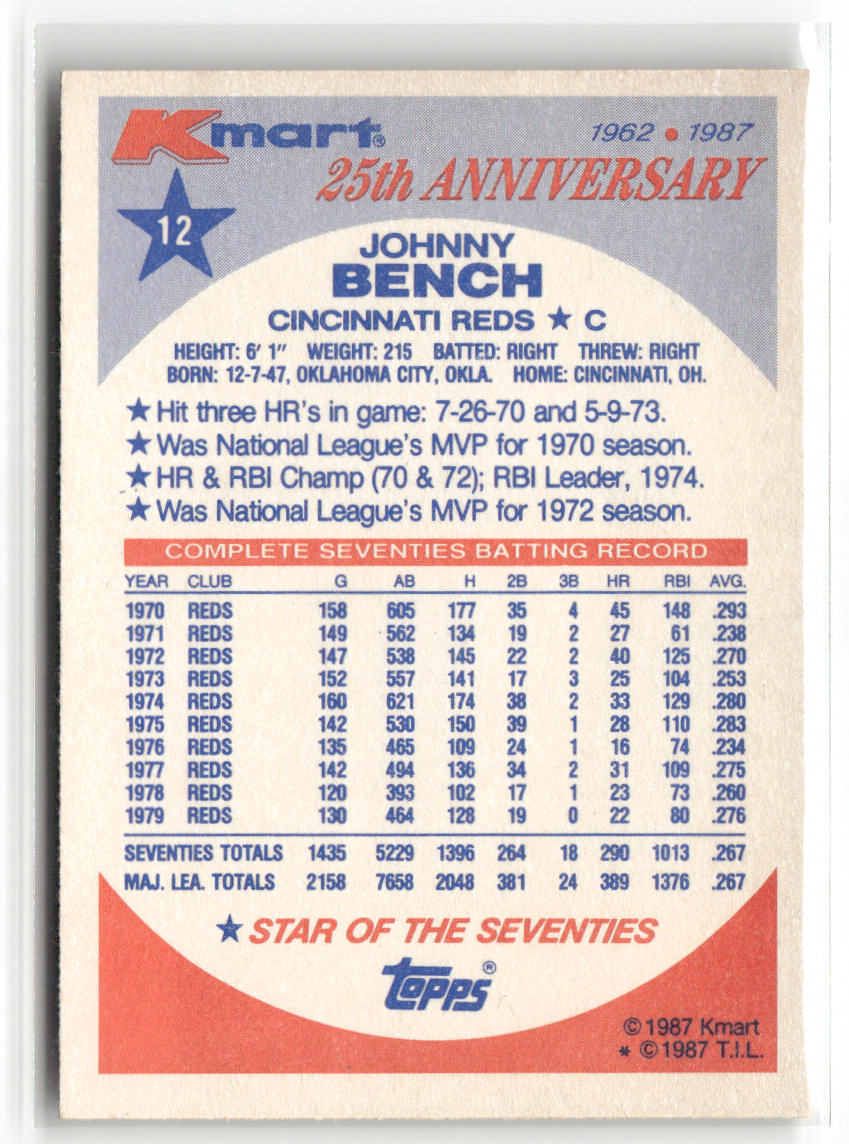 Kmart®
1962 • 1987
25th ANNIVERSARY
12
JOHNNY
BENCH
CINCINNATI REDS ★ C
HEIGHT: 6' 1" WEIGHT: 215 BATTED: RIGHT THREW: RIGHT
BORN: 12-7-47, OKLAHOMA CITY, OKLA. HOME: CINCINNATI, OH.
★ Hit three HR's in game: 7-26-70 and 5-9-73.
★ Was National League's MVP for 1970 season.
★ HR & RBI Champ (70 & 72); RBI Leader, 1974.
★ Was National League's MVP for 1972 season.
COMPLETE SEVENTIES BATTING RECORD
YEAR CLUB G AB H 2B 3B HR RBI AVG.
1970 REDS 158 605 177 35 4 45 148 .293
1971 REDS 149 562 134 19 2 27 61 .238
1972 REDS 147 538 145 22 2 40 125 .270
1973 REDS 152 557 141 17 3 25 104 .253
1974 REDS 160 621 174 38 2 33 129 .280
1975 REDS 142 530 150 39 1 28 110 .283
1976 REDS 135 465 109 24 1 16 74 .234
1977 REDS 142 494 136 34 2 31 109 .275
1978 REDS 120 393 102 17 1 23 73 .260
1979 REDS 130 464 128 19 0 22 80 .276
SEVENTIES TOTALS 1435 5229 1396 264 18 290 1013 .267
MAJ. LEA. TOTALS 2158 7658 2048 381 24 389 1376 .267
★ STAR OF THE SEVENTIES
topps®
© 1987 Kmart
* © 1987 T.I.L.